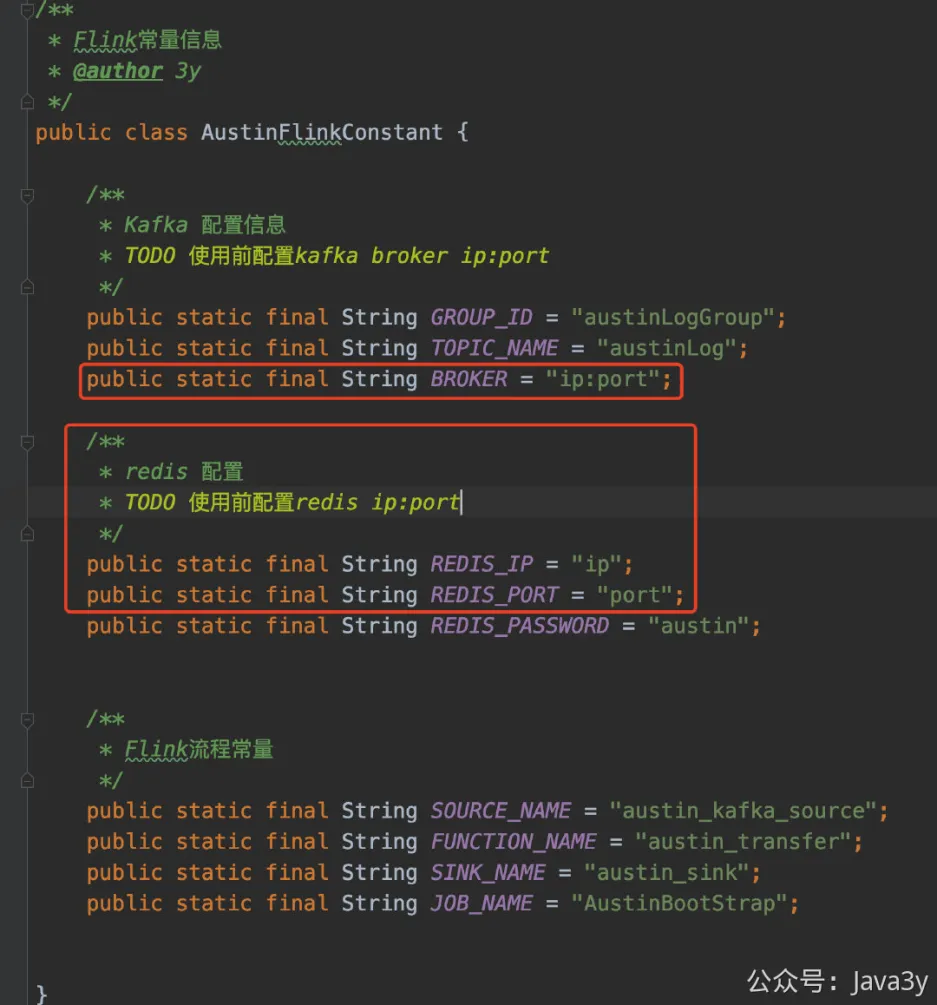 /**
 * Flink常量信息
 * @author 3y
 */
public class AustinFlinkConstant {
/**
 * Kafka 配置信息
 * TODO 使用前配置kafka broker ip:port
 */
public static final String GROUP_ID = "austinLogGroup";
public static final String TOPIC_NAME = "austinLog";
public static final String BROKER = "ip:port";
/**
 * redis 配置
 * TODO 使用前配置redis ip:port
 */
public static final String REDIS_IP = "ip";
public static final String REDIS_PORT = "port";
public static final String REDIS_PASSWORD = "austin";
/**
 * Flink流程常量
 */
public static final String SOURCE_NAME = "austin_kafka_source";
public static final String FUNCTION_NAME = "austin_transfer";
public static final String SINK_NAME = "austin_sink";
public static final String JOB_NAME = "AustinBootStrap";
}
公众号：Java3y